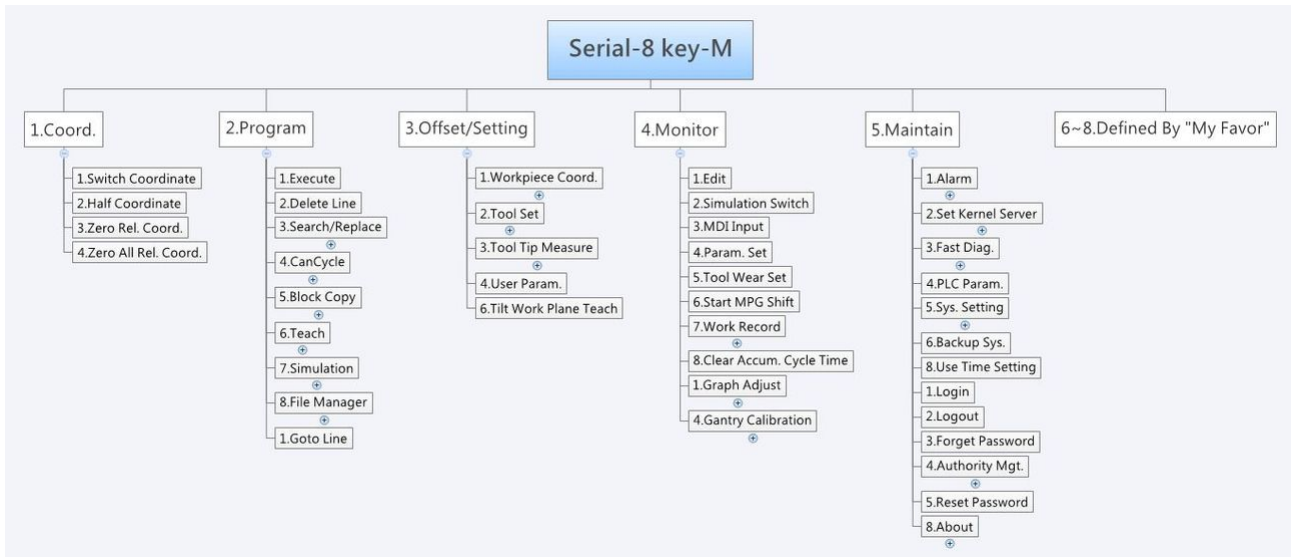 Serial-8 key-M
1.Coord.
1.Switch Coordinate
2.Half Coordinate
3.Zero Rel. Coord.
4.Zero All Rel. Coord.
2.Program
1.Execute
2.Delete Line
3.Search/Replace
4.CanCycle
5.Block Copy
6.Teach
7.Simulation
8.File Manager
1.Goto Line
3.Offset/Setting
1.Workpiece Coord.
2.Tool Set
3.Tool Tip Measure
4.User Param.
6.Tilt Work Plane Teach
4.Monitor
1.Edit
2.Simulation Switch
3.MDI Input
4.Param. Set
5.Tool Wear Set
6.Start MPG Shift
7.Work Record
8.Clear Accum. Cycle Time
1.Graph Adjust
4.Gantry Calibration
5.Maintain
1.Alarm
2.Set Kernel Server
3.Fast Diag.
4.PLC Param.
5.Sys. Setting
6.Backup Sys.
8.Use Time Setting
1.Login
2.Logout
3.Forget Password
4.Authority Mgt.
5.Reset Password
8.About
6~8.Defined By "My Favor"